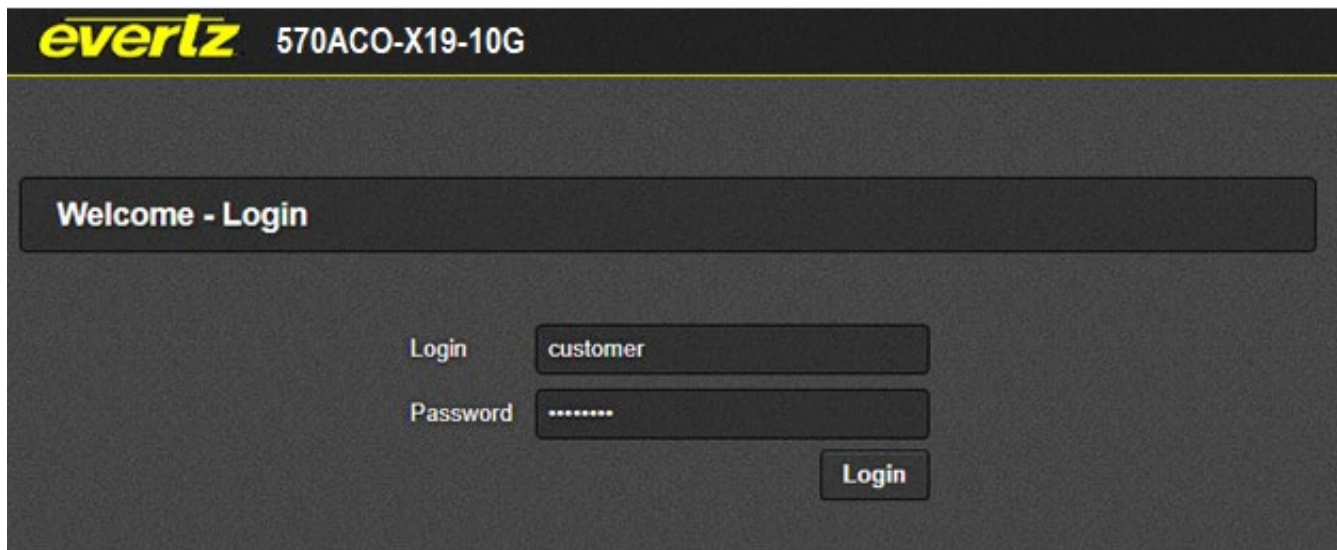 evertz 570ACO-X19-10G
Welcome - Login
Login customer
Password ••••••••
Login